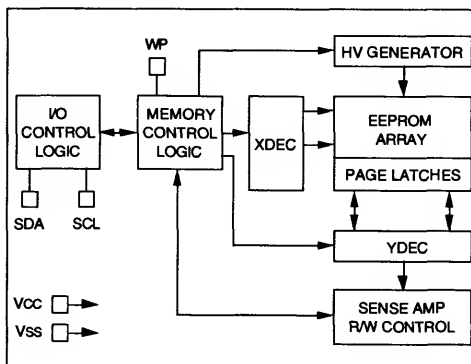 WP
HV GENERATOR
I/O
CONTROL
LOGIC
MEMORY
CONTROL
LOGIC
XDEC
EEPROM
ARRAY
PAGE LATCHES
SDA
SCL
YDEC
VCC
VSS
SENSE AMP
R/W CONTROL